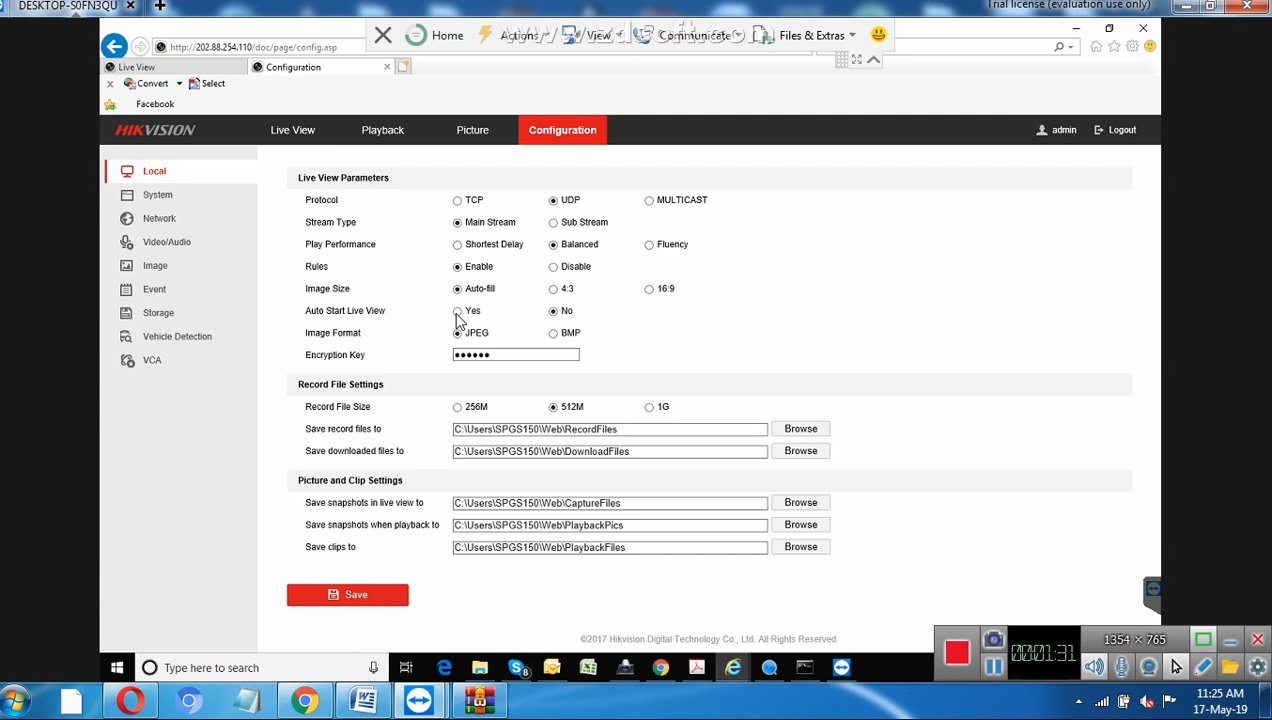 DESKTOP-S0FN3QU
Trial license (evaluation use only)
www.zdsoft.com
Home Actions View Communicate Files & Extras
http://202.88.254.110/doc/page/config.asp
Live View Configuration
Convert Select
Facebook
HIKVISION Live View Playback Picture Configuration admin Logout
Local
System
Network
Video/Audio
Image
Event
Storage
Vehicle Detection
VCA
Live View Parameters
Protocol TCP UDP MULTICAST
Stream Type Main Stream Sub Stream
Play Performance Shortest Delay Balanced Fluency
Rules Enable Disable
Image Size Auto-fill 4:3 16:9
Auto Start Live View Yes No
Image Format JPEG BMP
Encryption Key ••••••
Record File Settings
Record File Size 256M 512M 1G
Save record files to C:\Users\SPGS150\Web\RecordFiles Browse
Save downloaded files to C:\Users\SPGS150\Web\DownloadFiles Browse
Picture and Clip Settings
Save snapshots in live view to C:\Users\SPGS150\Web\CaptureFiles Browse
Save snapshots when playback to C:\Users\SPGS150\Web\PlaybackPics Browse
Save clips to C:\Users\SPGS150\Web\PlaybackFiles Browse
Save
©2017 Hikvision Digital Technology Co., Ltd. All Rights Reserved.
00:01:31
1354 × 765
Type here to search
8
11:25 AM
17-May-19